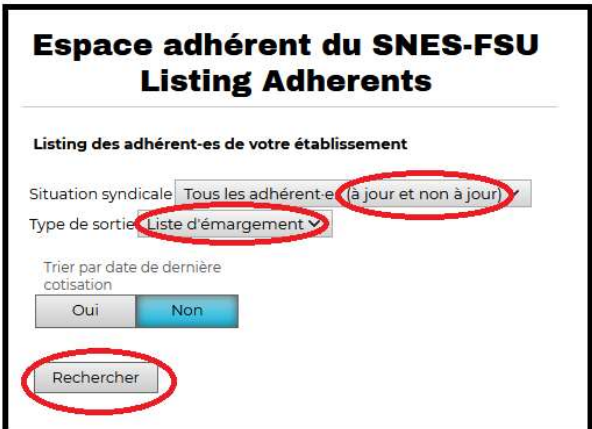 Espace adhérent du SNES-FSU
Listing Adherents
Listing des adhérent-es de votre établissement
Situation syndicale Tous les adhérent·e (à jour et non à jour)
Type de sortie Liste d'émargement
Trier par date de dernière
cotisation
Oui Non
Rechercher